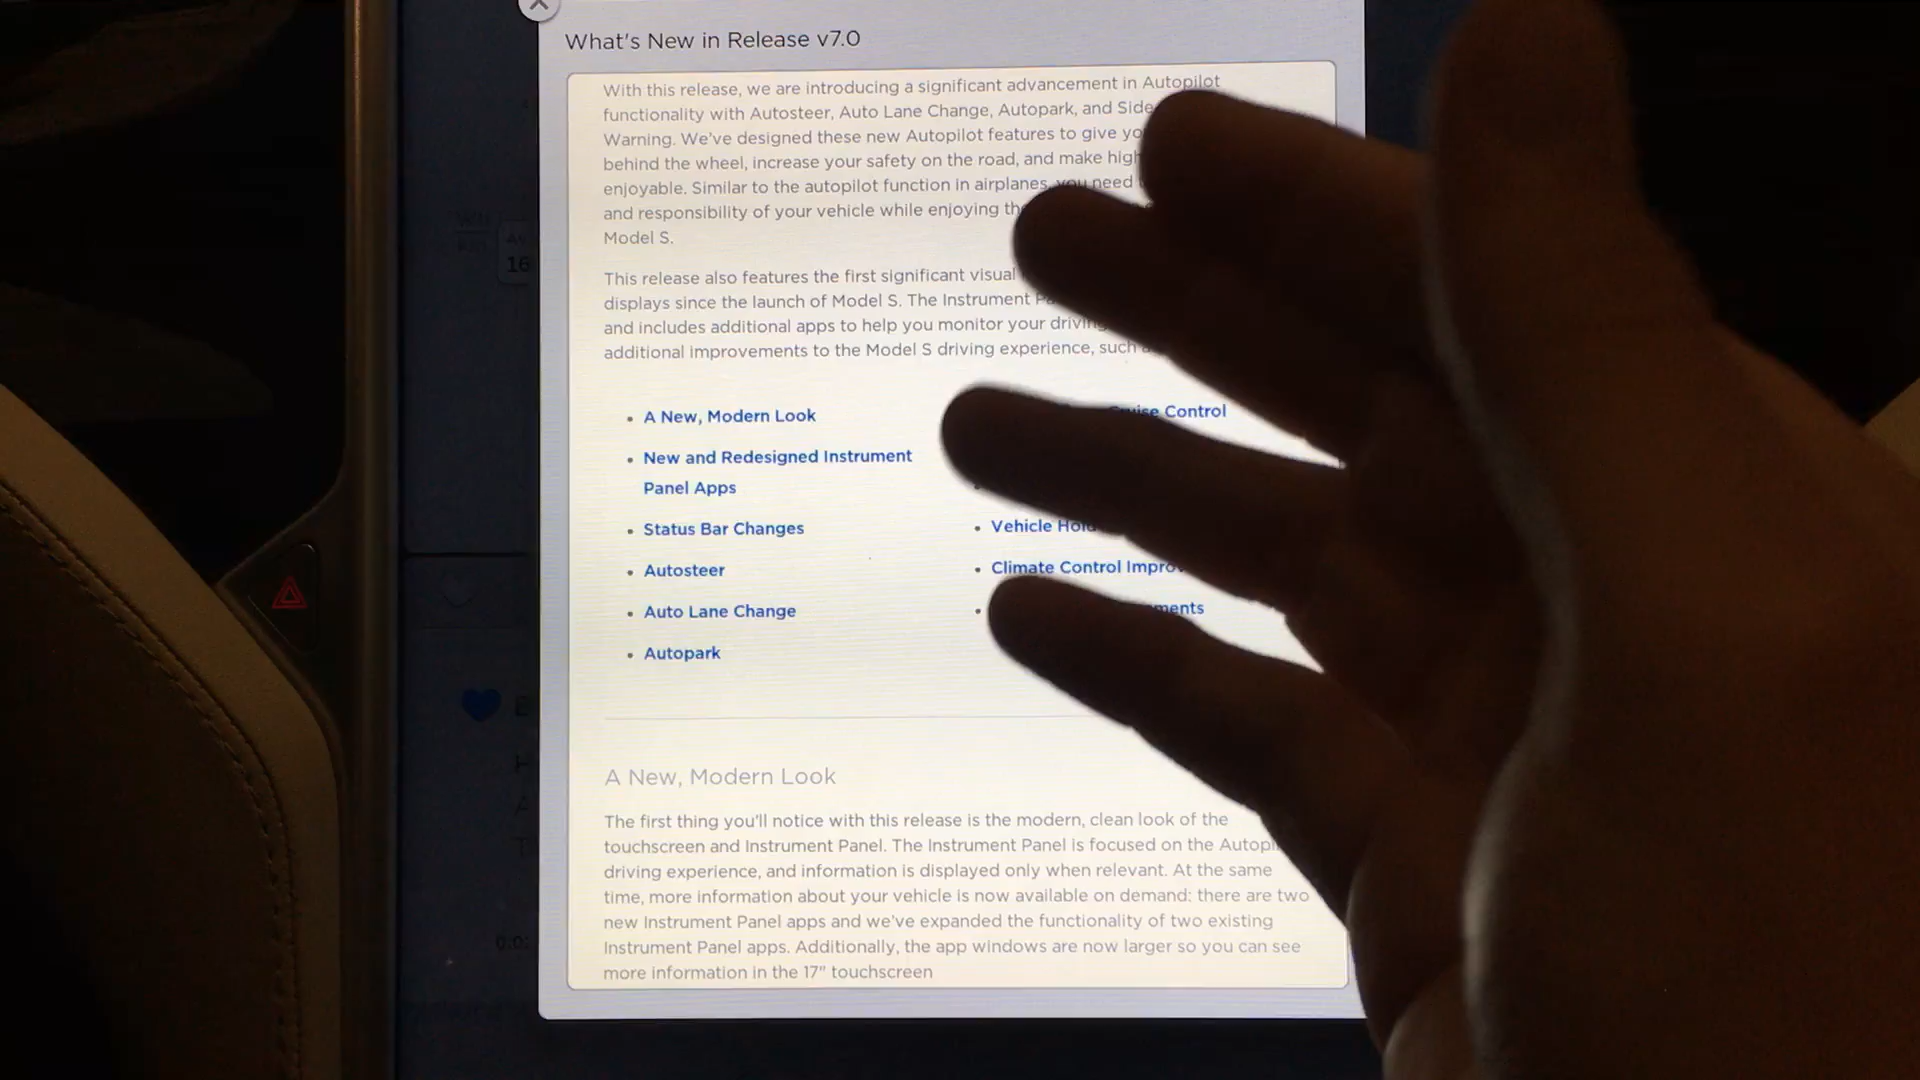 What's New in Release v7.0
With this release, we are introducing a significant advancement in Autopilot
functionality with Autosteer, Auto Lane Change, Autopark, and Side
Warning. We've designed these new Autopilot features to give
behind the wheel, increase your safety on the road, and make
enjoyable. Similar to the autopilot function in airplanes, you need
and responsibility of your vehicle while enjoying
Model S.
This release also features the first significant visual
displays since the launch of Model S. The Instrument
and includes additional apps to help you monitor your
additional improvements to the Model S driving experience, such
• A New, Modern Look
• New and Redesigned Instrument
Panel Apps
• Status Bar Changes
• Autosteer
• Auto Lane Change
• Autopark
Cruise Control
• Vehicle
• Climate Control
A New, Modern Look
The first thing you'll notice with this release is the modern, clean look of the
touchscreen and Instrument Panel. The Instrument Panel is focused on the
driving experience, and information is displayed only when relevant. At the same
time, more information about your vehicle is now available on demand: there are two
new Instrument Panel apps and we've expanded the functionality of two existing
Instrument Panel apps. Additionally, the app windows are now larger so you can see
more information in the 17" touchscreen
16